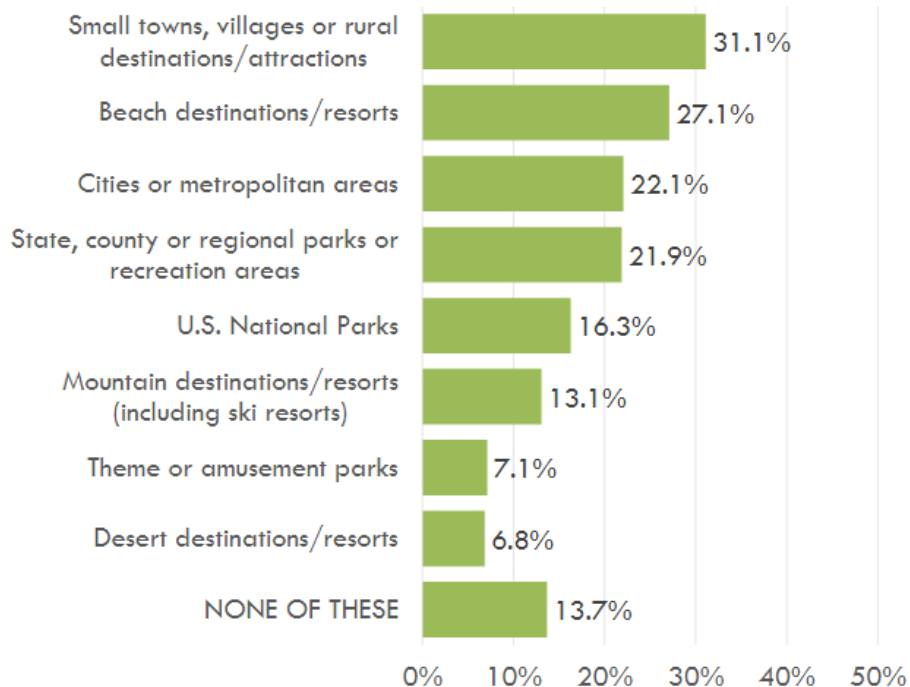 Small towns, villages or rural
destinations/attractions
31.1%
Beach destinations/resorts
27.1%
Cities or metropolitan areas
22.1%
State, county or regional parks or
recreation areas
21.9%
U.S. National Parks
16.3%
Mountain destinations/resorts
(including ski resorts)
13.1%
Theme or amusement parks
7.1%
Desert destinations/resorts
6.8%
NONE OF THESE
13.7%
0% 10% 20% 30% 40% 50%